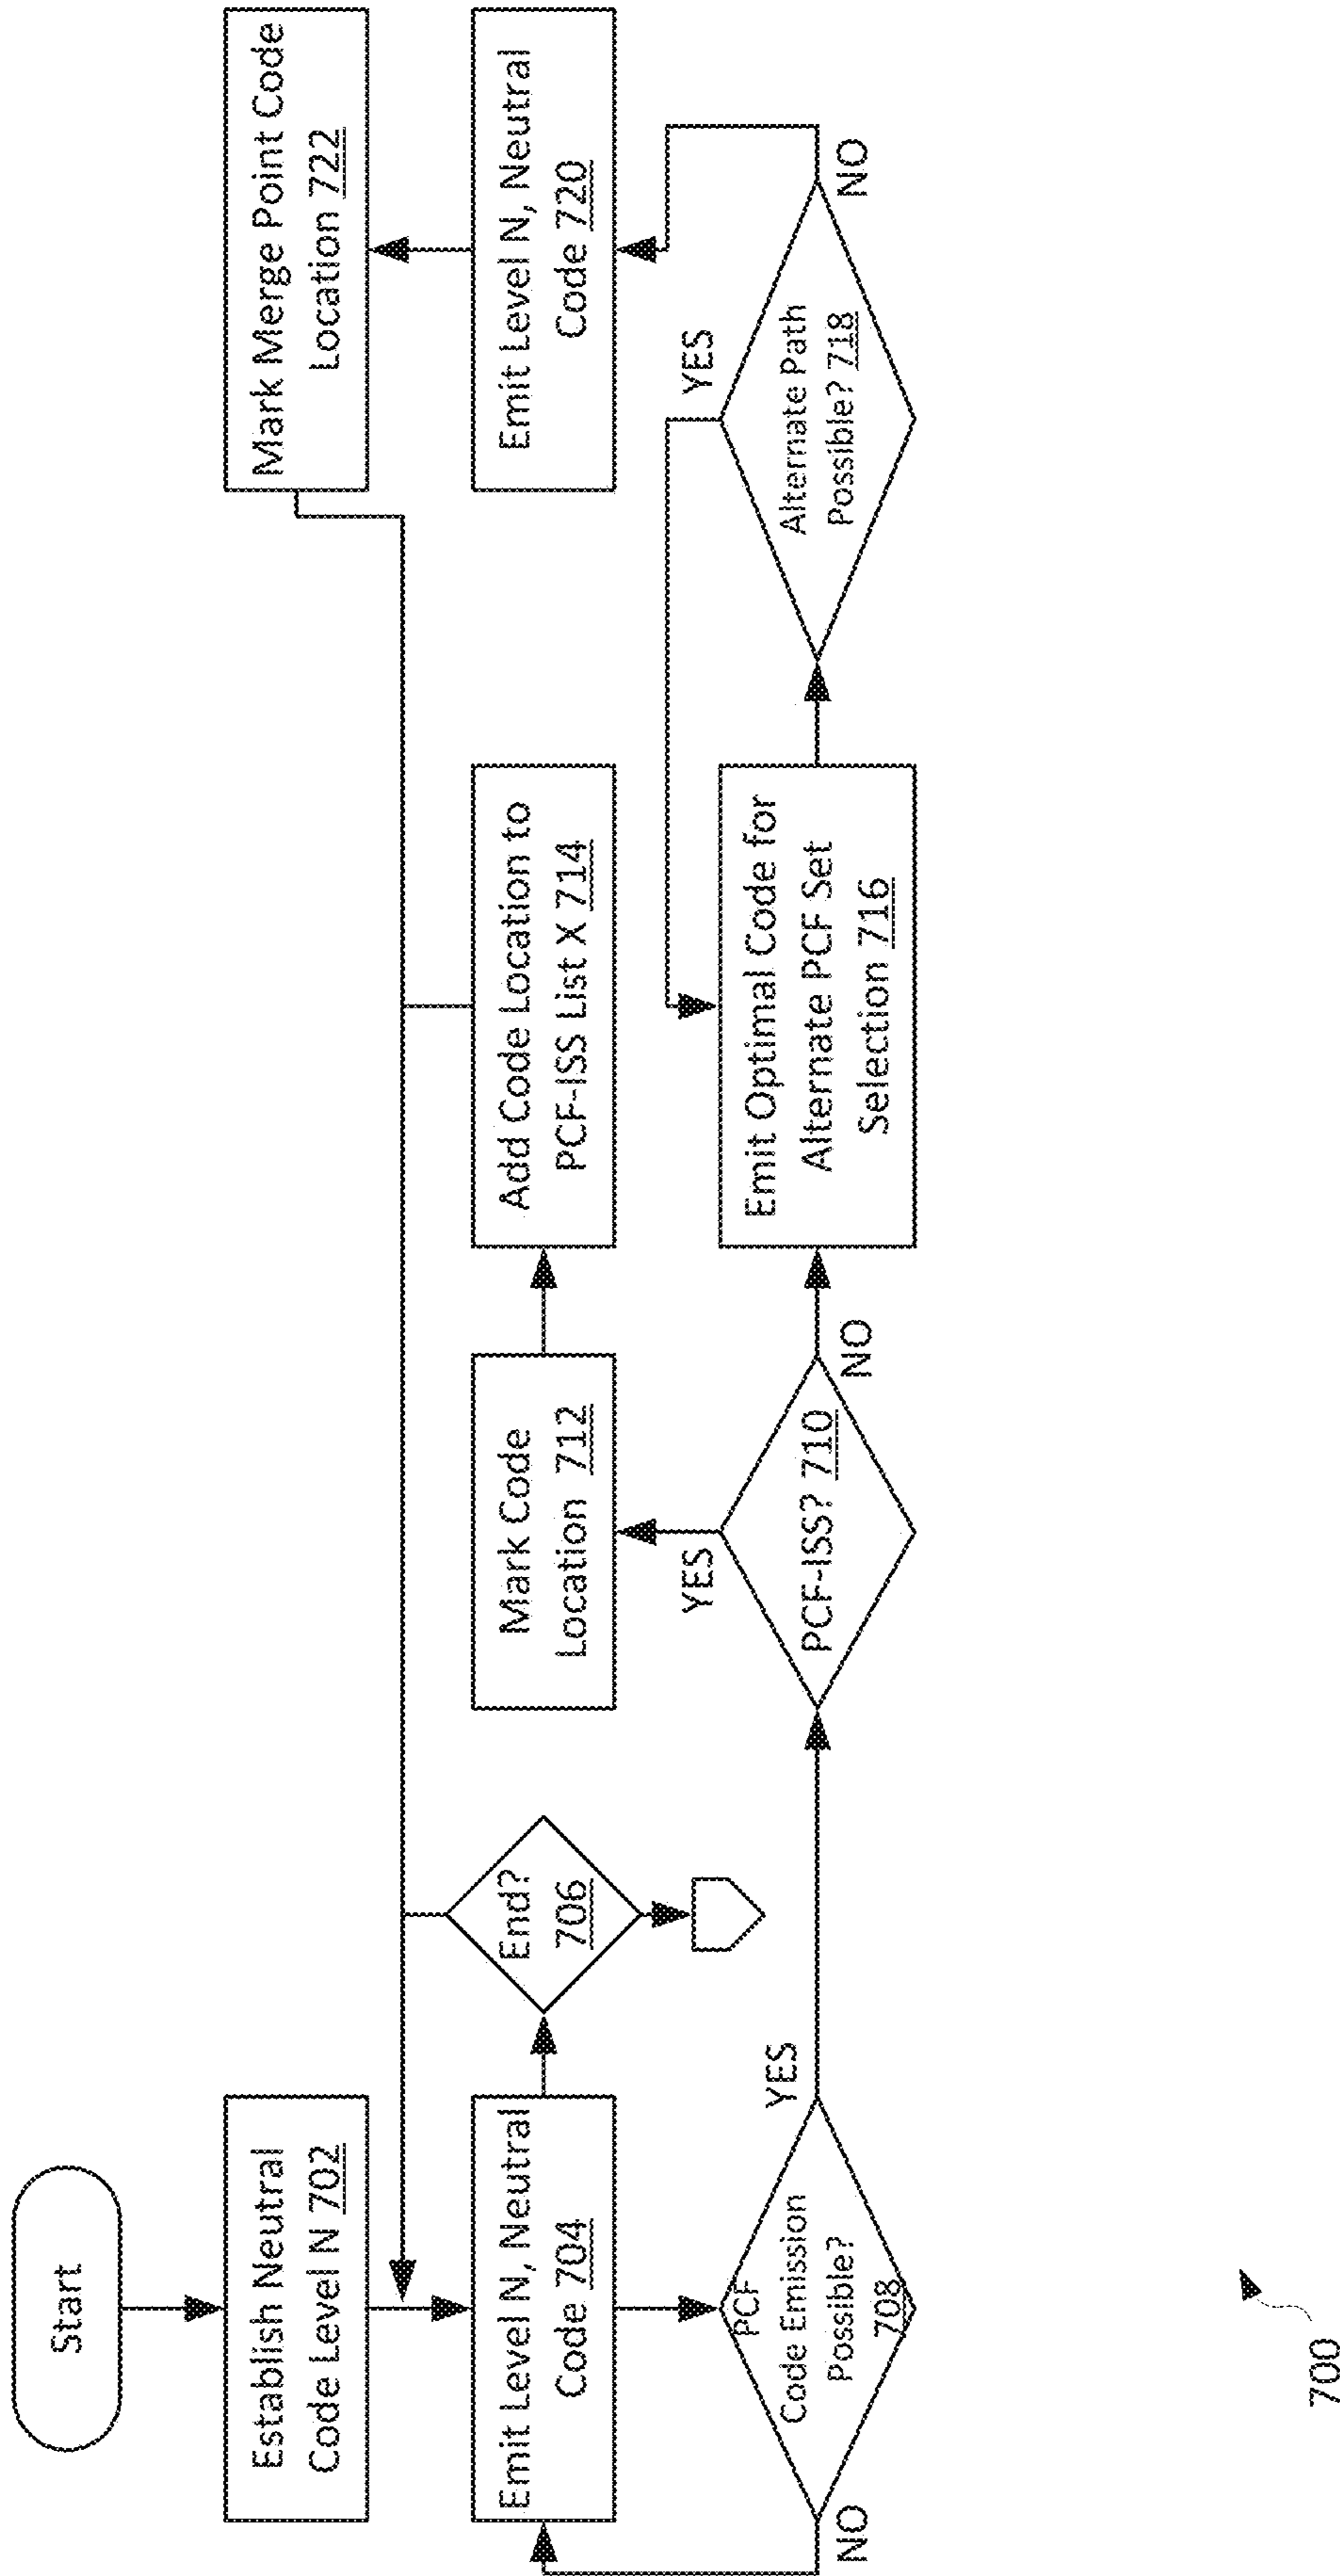 Start
Establish Neutral
Code Level N 702
Emit Level N, Neutral
Code 704
End?
706
PCF
Code Emission
Possible?
708
NO
YES
PCF-ISS? 710
YES
NO
Mark Code
Location 712
Add Code Location to
PCF-ISS List X 714
Emit Optimal Code for
Alternate PCF Set
Selection 716
Alternate Path
Possible? 718
YES
NO
Emit Level N, Neutral
Code 720
Mark Merge Point Code
Location 722
700